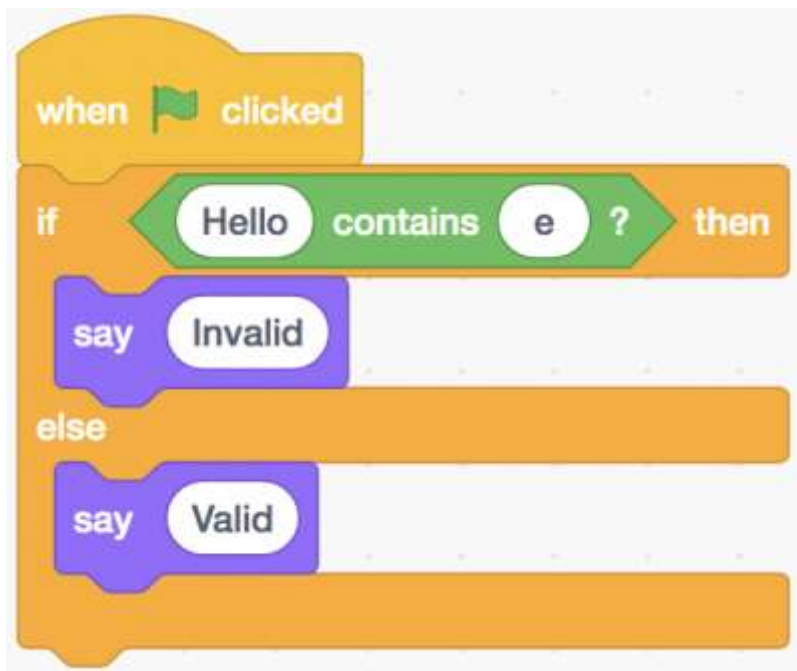 when clicked
if Hello contains e ? then
say Invalid
else
say Valid